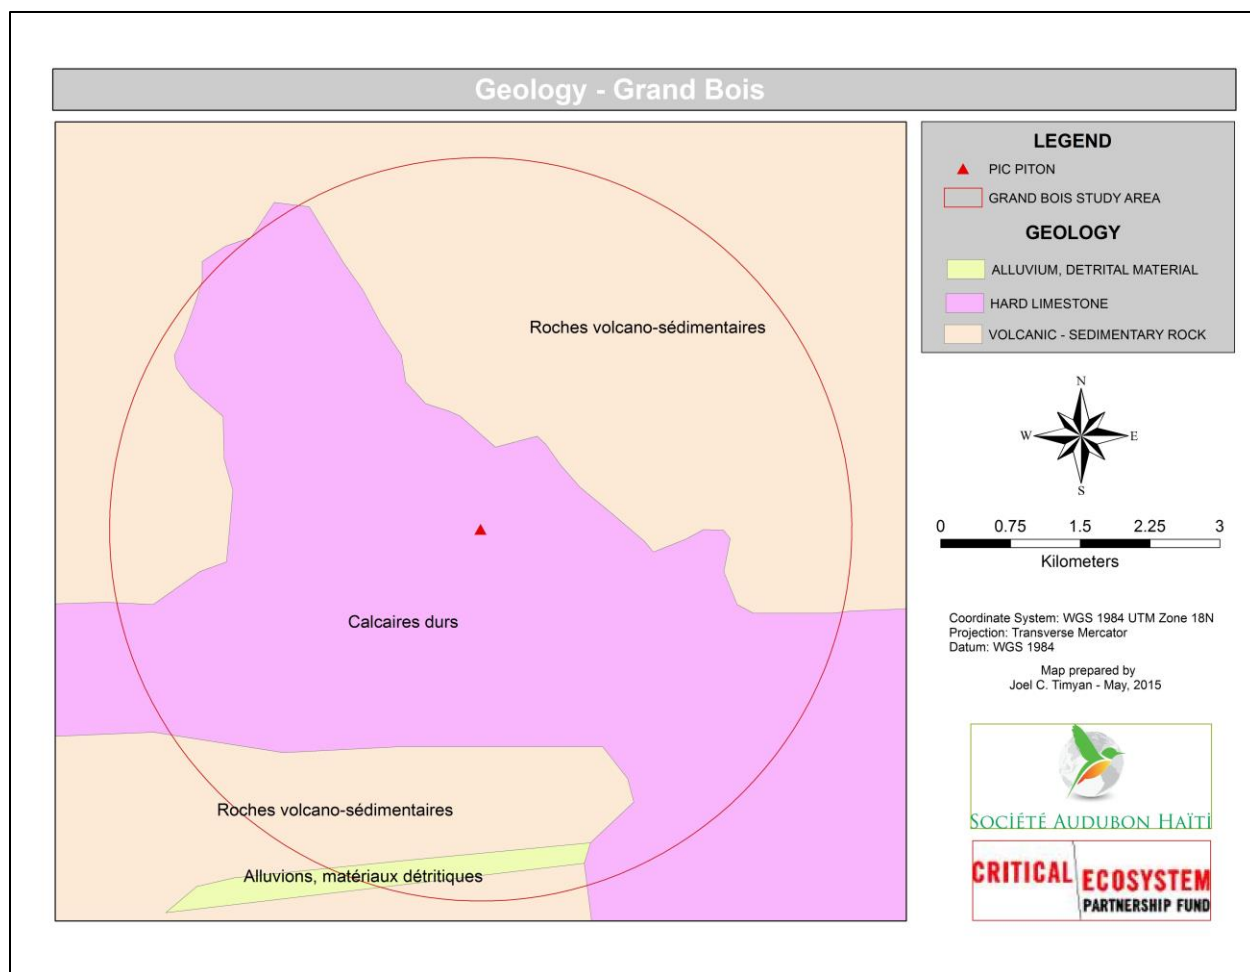 Geology - Grand Bois
Roches volcano-sédimentaires
Calcaires durs
Roches volcano-sédimentaires
Alluvions, matériaux détritiques
LEGEND
PIC PITON
GRAND BOIS STUDY AREA
GEOLOGY
ALLUVIUM, DETRITAL MATERIAL
HARD LIMESTONE
VOLCANIC - SEDIMENTARY ROCK
N
W E
S
0 0.75 1.5 2.25 3
Kilometers
Coordinate System: WGS 1984 UTM Zone 18N
Projection: Transverse Mercator
Datum: WGS 1984
Map prepared by
Joel C. Timyan - May, 2015
SOCIÉTÉ AUDUBON HAÏTI
CRITICAL ECOSYSTEM
PARTNERSHIP FUND